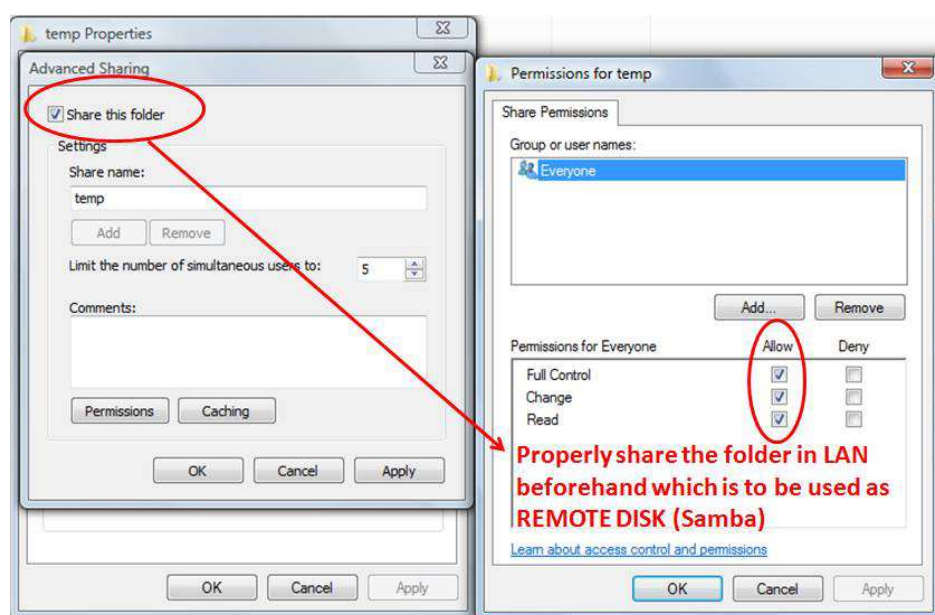 temp Properties
Advanced Sharing
Share this folder
Settings
Share name:
temp
Add Remove
Limit the number of simultaneous users to: 5
Comments:
Permissions Caching
OK Cancel Apply
OK Cancel Apply
Permissions for temp
Share Permissions
Group or user names:
Everyone
Add... Remove
Permissions for Everyone Allow Deny
Full Control
Change
Read
Properly share the folder in LAN
beforehand which is to be used as
REMOTE DISK (Samba)
Learn about access control and permissions
OK Cancel Apply